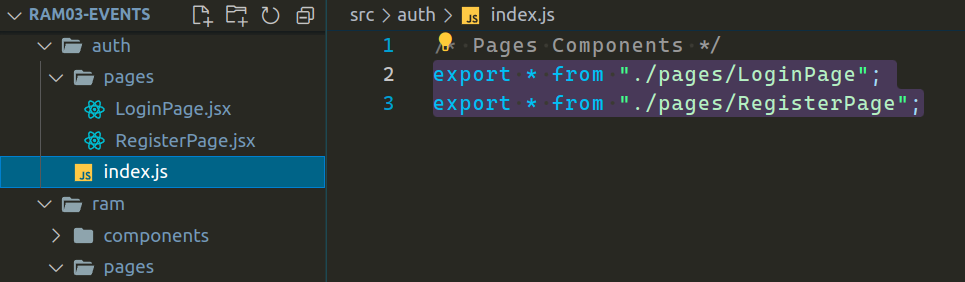 RAM03-EVENTS
auth
pages
LoginPage.jsx
RegisterPage.jsx
JS index.js
ram
components
pages
src > auth > JS index.js
1 /* Pages Components */
2 export * from "./pages/LoginPage";
3 export * from "./pages/RegisterPage";